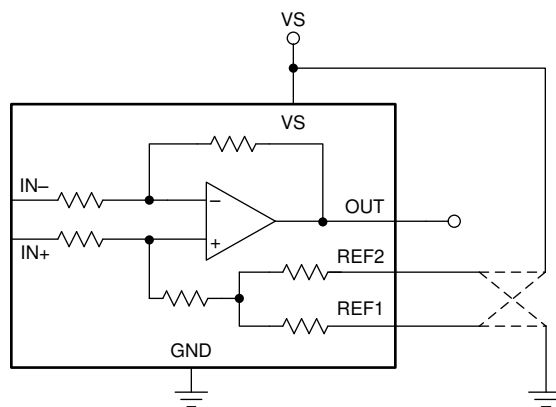 VS
VS
IN–
−
OUT
IN+
+
REF2
REF1
GND